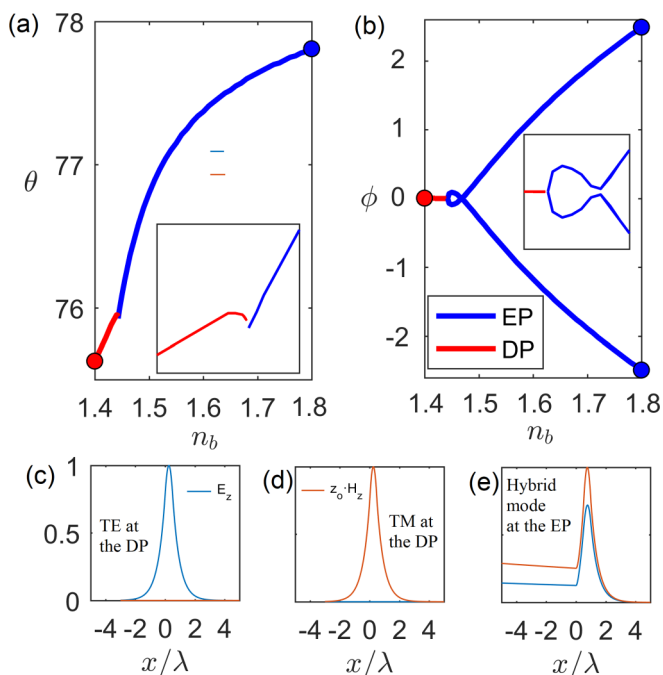 (a)
78
77
76
θ
1.4 1.5 1.6 1.7 1.8
n_b
(b)
2
1
0
-1
-2
ϕ
EP
DP
1.4 1.5 1.6 1.7 1.8
n_b
(c)
1
0.5
0
E_z
TE at
the DP
-4 -2 0 2 4
x/λ
(d)
z_o·H_z
TM at
the DP
-4 -2 0 2 4
x/λ
(e)
Hybrid
mode
at the EP
-4 -2 0 2 4
x/λ